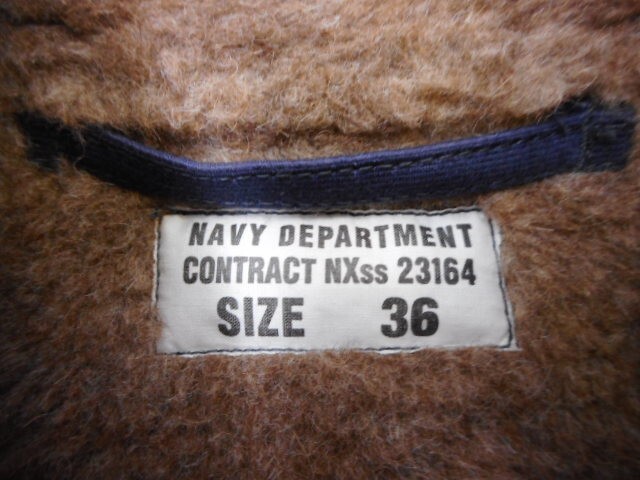 NAVY DEPARTMENT
CONTRACT NXss 23164
SIZE 36